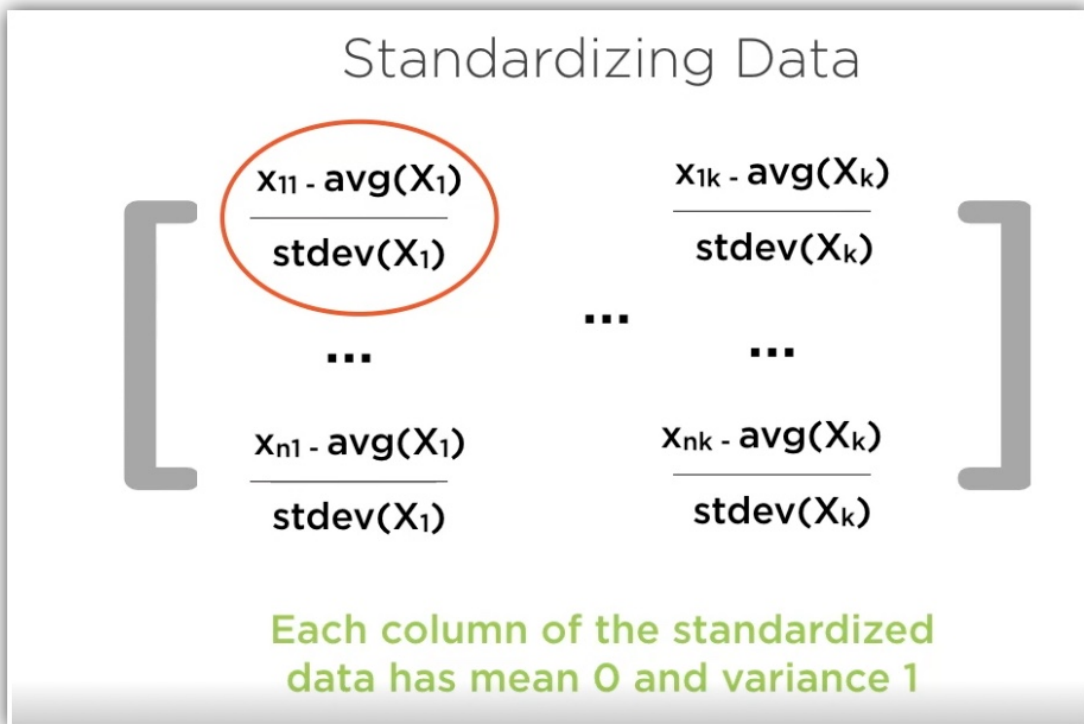 Standardizing Data
x11 - avg(X1) x1k - avg(Xk)
stdev(X1) stdev(Xk)
...
... ...
xn1 - avg(X1) xnk - avg(Xk)
stdev(X1) stdev(Xk)
Each column of the standardized
data has mean 0 and variance 1